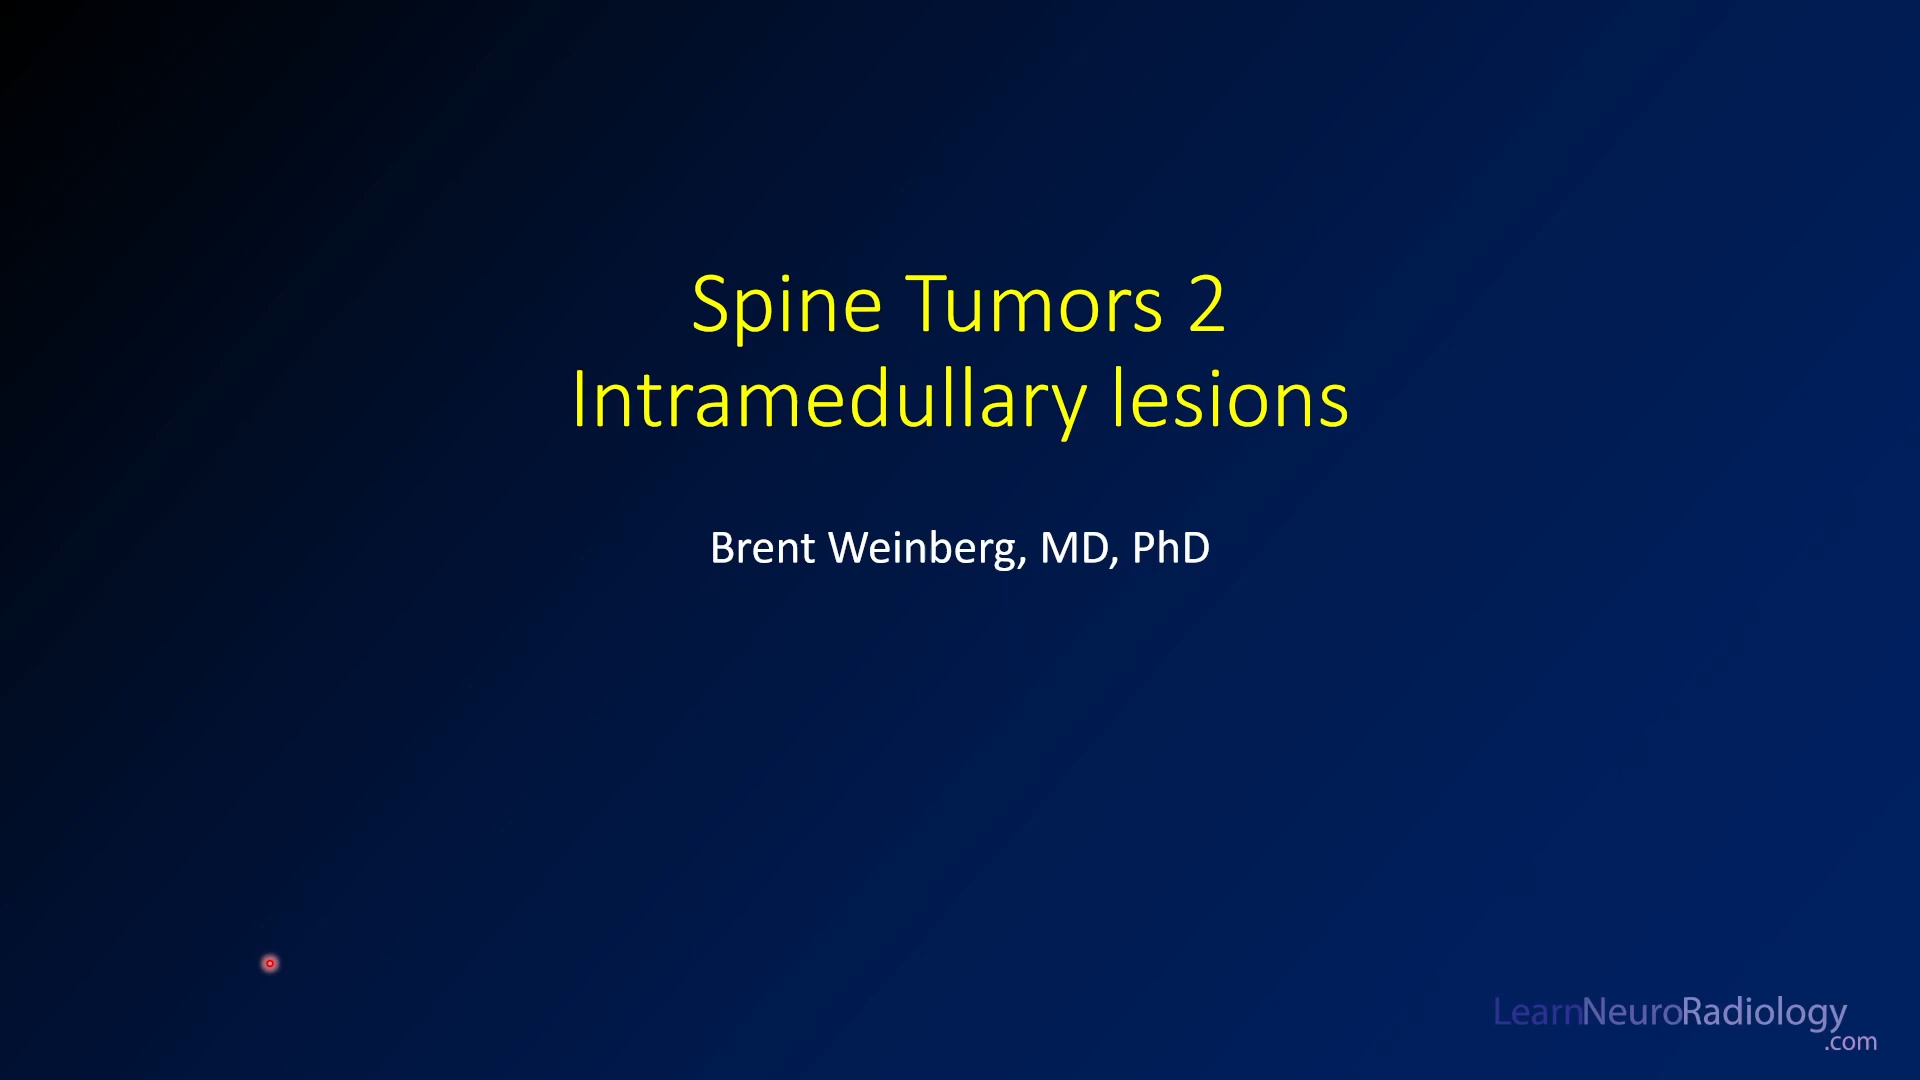 Spine Tumors 2
Intramedullary lesions
Brent Weinberg, MD, PhD
LearnNeuroRadiology
.com